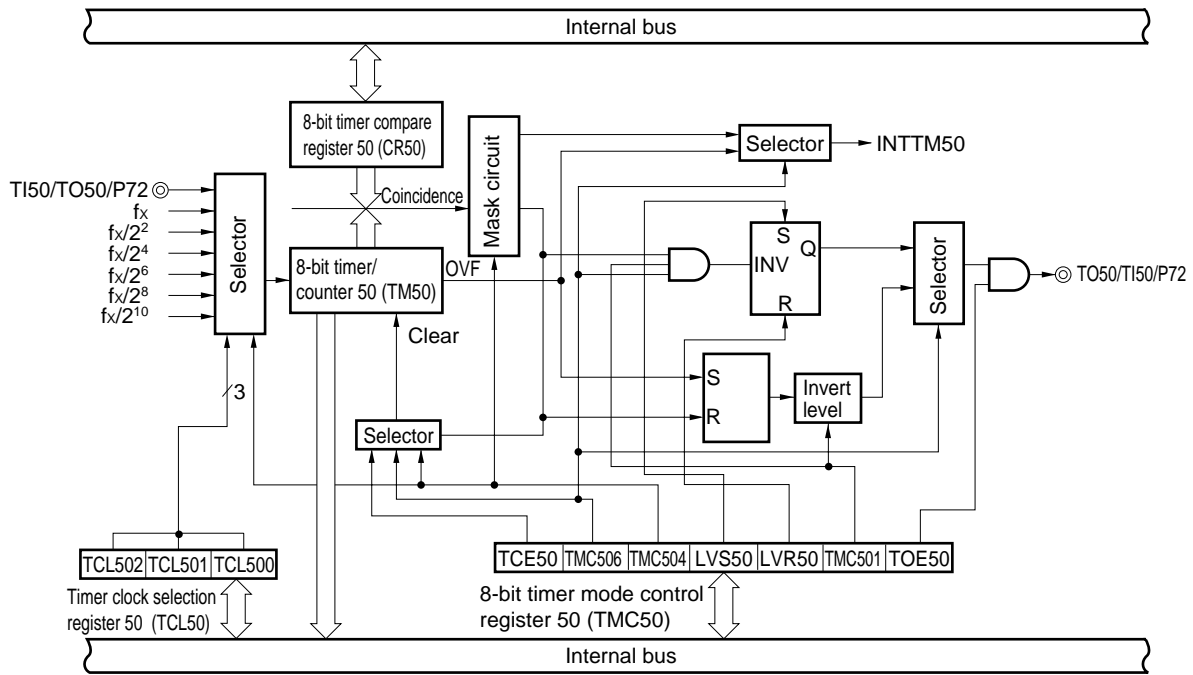 Internal bus
8-bit timer compare
register 50 (CR50)
Mask circuit
Selector
INTTM50
TI50/TO50/P72
fX
fX/2²
fX/2⁴
fX/2⁶
fX/2⁸
fX/2¹⁰
Selector
Coincidence
8-bit timer/
counter 50 (TM50)
OVF
Clear
S
Q
INV
R
Selector
TO50/TI50/P72
S
R
Invert
level
3
Selector
TCL502 TCL501 TCL500
Timer clock selection
register 50 (TCL50)
TCE50 TMC506 TMC504 LVS50 LVR50 TMC501 TOE50
8-bit timer mode control
register 50 (TMC50)
Internal bus